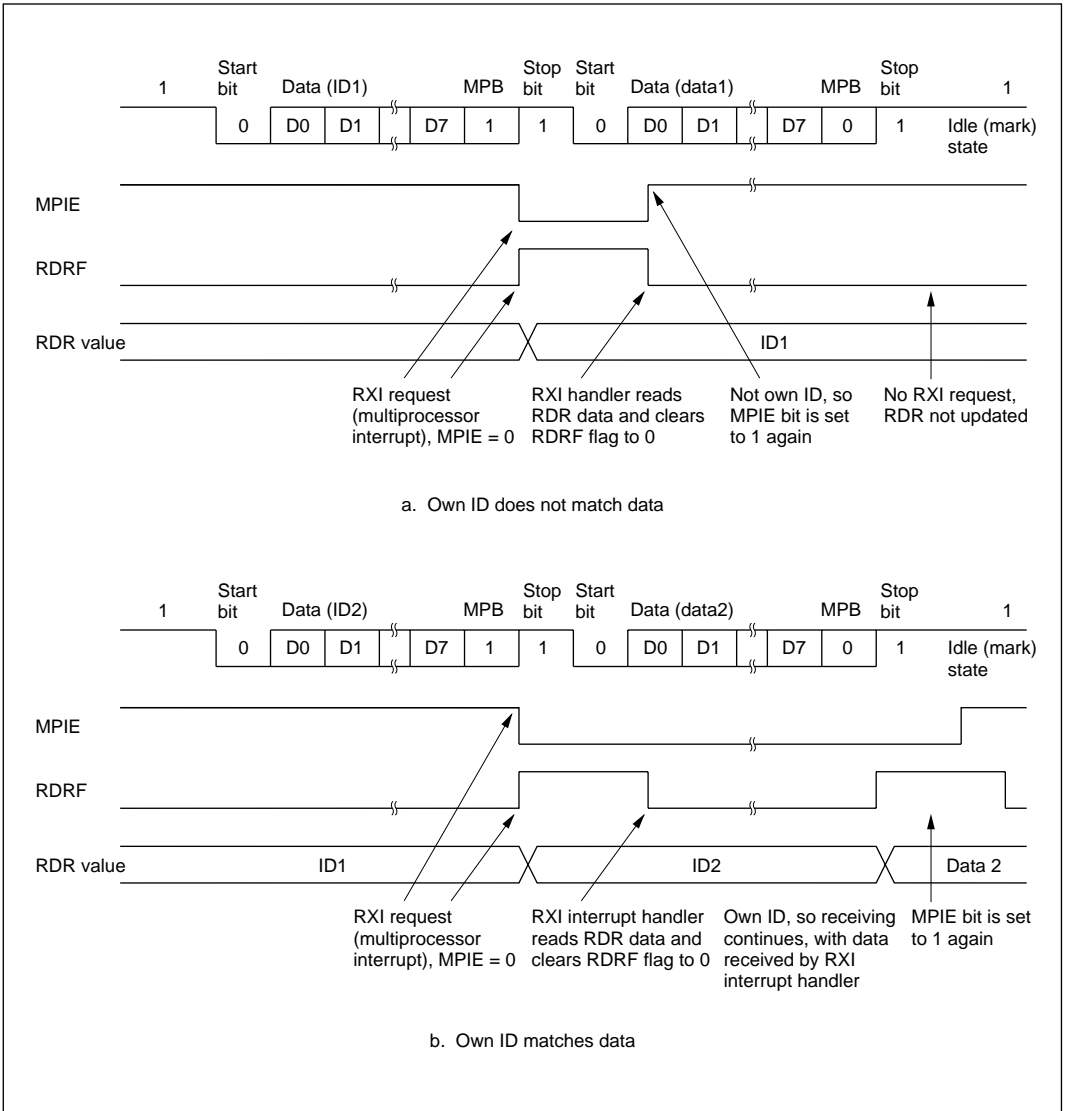 Start Stop Start Stop
1 bit Data (ID1) MPB bit bit Data (data1) MPB bit 1
0 D0 D1 D7 1 1 0 D0 D1 D7 0 1 Idle (mark)
state
MPIE
RDRF
RDR value ID1
RXI request RXI handler reads Not own ID, so No RXI request,
(multiprocessor RDR data and clears MPIE bit is set RDR not updated
interrupt), MPIE = 0 RDRF flag to 0 to 1 again
a. Own ID does not match data
Start Stop Start Stop
1 bit Data (ID2) MPB bit bit Data (data2) MPB bit 1
0 D0 D1 D7 1 1 0 D0 D1 D7 0 1 Idle (mark)
state
MPIE
RDRF
RDR value ID1 ID2 Data 2
RXI request RXI interrupt handler Own ID, so receiving MPIE bit is set
(multiprocessor reads RDR data and continues, with data to 1 again
interrupt), MPIE = 0 clears RDRF flag to 0 received by RXI
interrupt handler
b. Own ID matches data